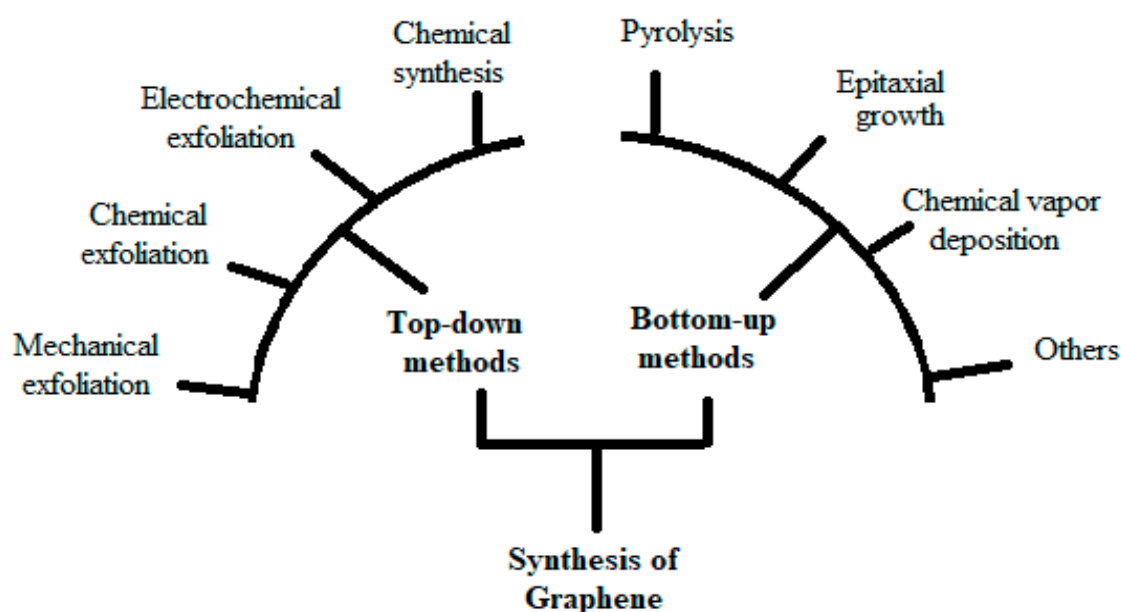 Chemical
synthesis
Pyrolysis
Electrochemical
exfoliation
Epitaxial
growth
Chemical
exfoliation
Chemical vapor
deposition
Mechanical
exfoliation
Top-down
methods
Bottom-up
methods
Others
Synthesis of
Graphene